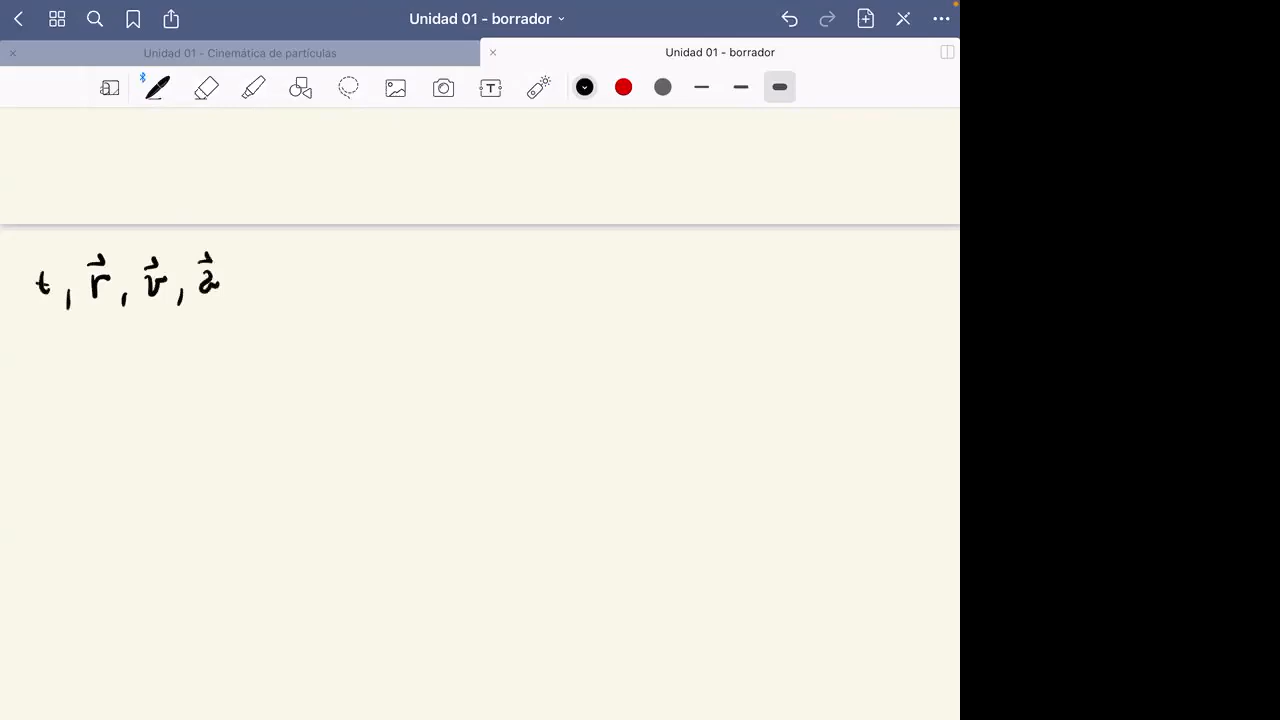 Unidad 01 - borrador
Unidad 01 - Cinemática de partículas
Unidad 01 - borrador
t, r⃗, v⃗, a⃗